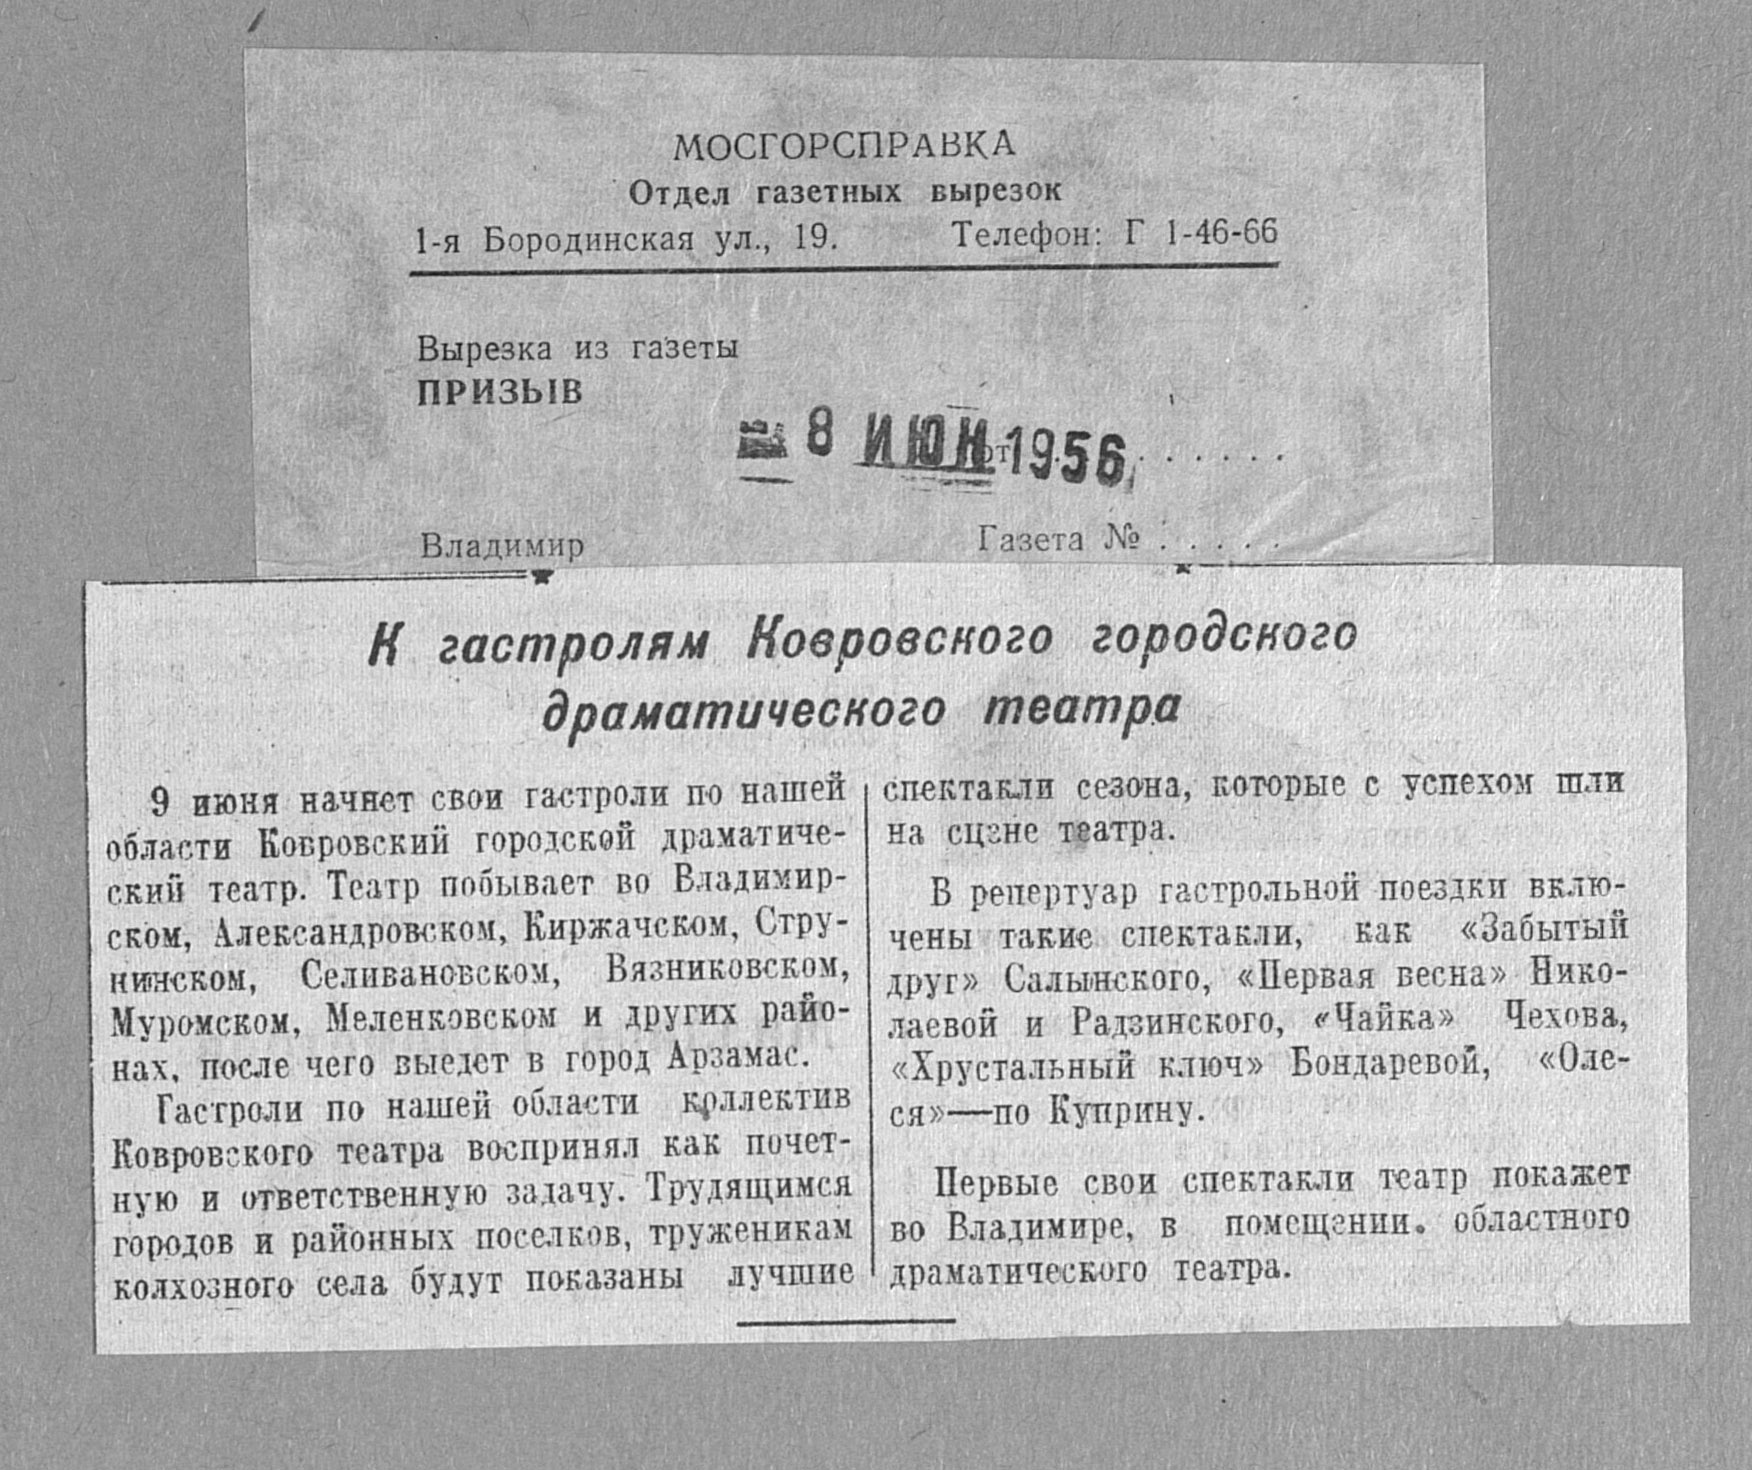 МОСГОРСПРАВКА
Отдел газетных вырезок
1-я Бородинская ул., 19. Телефон: Г 1-46-66
Вырезка из газеты
ПРИЗЫВ
8 ИЮН 1956
от . . . . . . .
Владимир Газета № . . . . .
К гастролям Ковровского городского
драматического театра
9 июня начнет свои гастроли по нашей
области Ковровский городской драматиче-
ский театр. Театр побывает во Владимир-
ском, Александровском, Киржачском, Стру-
нинском, Селивановском, Вязниковском,
Муромском, Меленковском и других райо-
нах, после чего выедет в город Арзамас.
Гастроли по нашей области коллектив
Ковровского театра воспринял как почет-
ную и ответственную задачу. Трудящимся
городов и районных поселков, труженикам
колхозного села будут показаны лучшие
спектакли сезона, которые с успехом шли
на сцене театра.
В репертуар гастрольной поездки вклю-
чены такие спектакли, как «Забытый
друг» Салынского, «Первая весна» Нико-
лаевой и Радзинского, «Чайка» Чехова,
«Хрустальный ключ» Бондаревой, «Оле-
ся»—по Куприну.
Первые свои спектакли театр покажет
во Владимире, в помещении. областного
драматического театра.